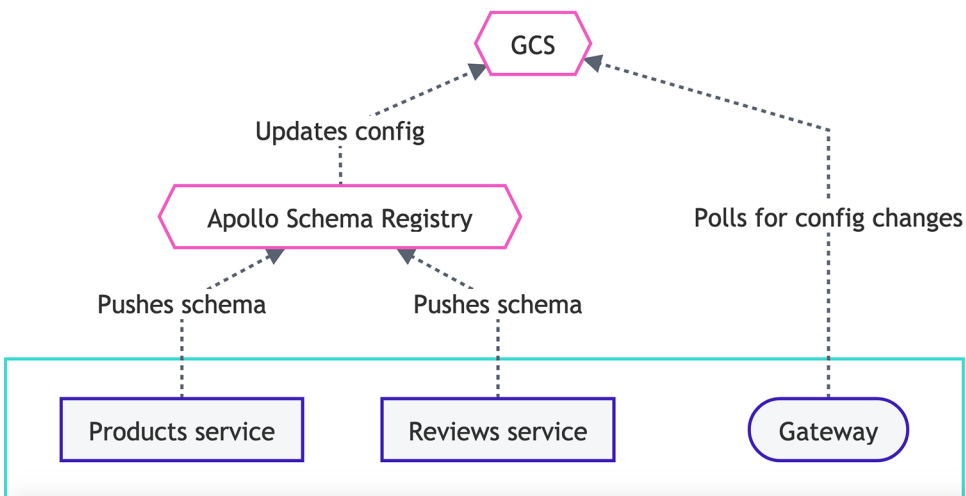 GCS
Updates config
Apollo Schema Registry
Polls for config changes
Pushes schema
Pushes schema
Products service
Reviews service
Gateway